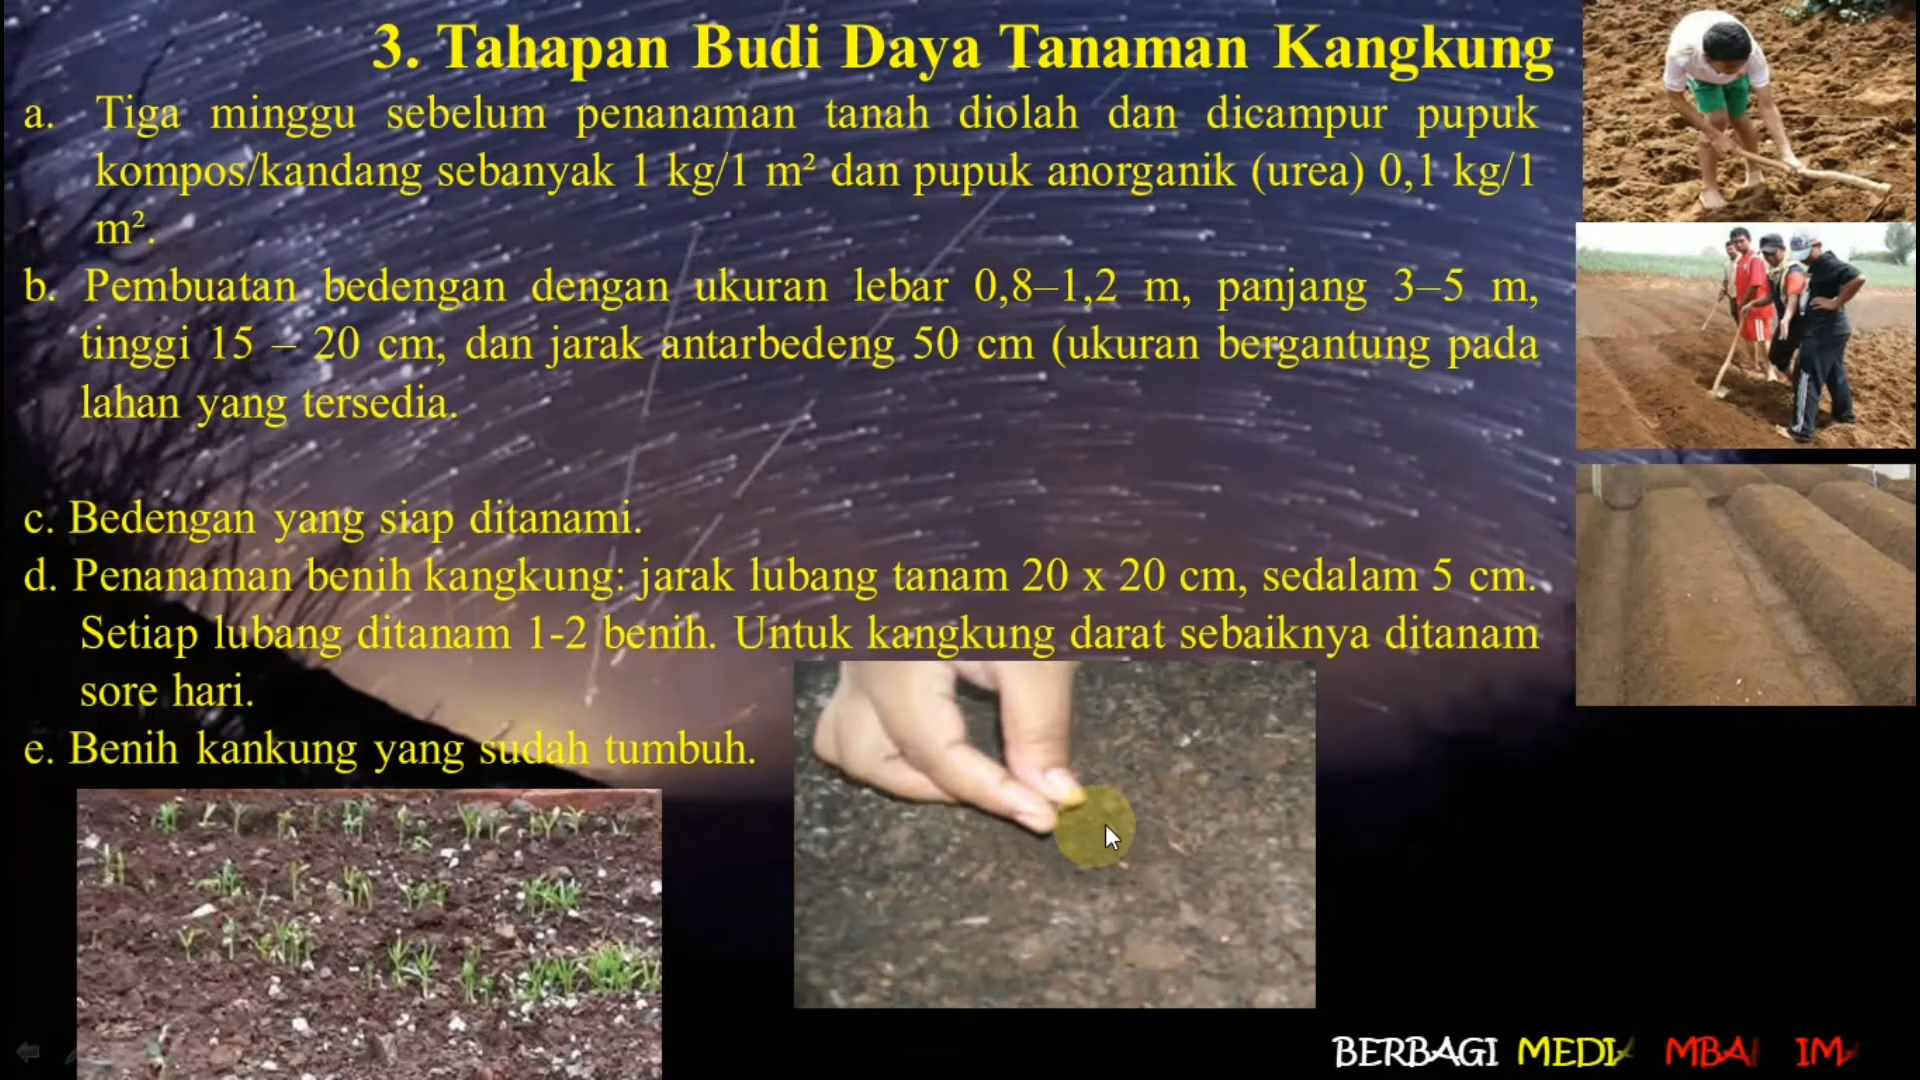 3. Tahapan Budi Daya Tanaman Kangkung
a. Tiga minggu sebelum penanaman tanah diolah dan dicampur pupuk
kompos/kandang sebanyak 1 kg/1 m² dan pupuk anorganik (urea) 0,1 kg/1
m².
b. Pembuatan bedengan dengan ukuran lebar 0,8–1,2 m, panjang 3–5 m,
tinggi 15 – 20 cm, dan jarak antarbedeng 50 cm (ukuran bergantung pada
lahan yang tersedia.
c. Bedengan yang siap ditanami.
d. Penanaman benih kangkung: jarak lubang tanam 20 x 20 cm, sedalam 5 cm.
Setiap lubang ditanam 1-2 benih. Untuk kangkung darat sebaiknya ditanam
sore hari.
e. Benih kankung yang sudah tumbuh.
BERBAGI